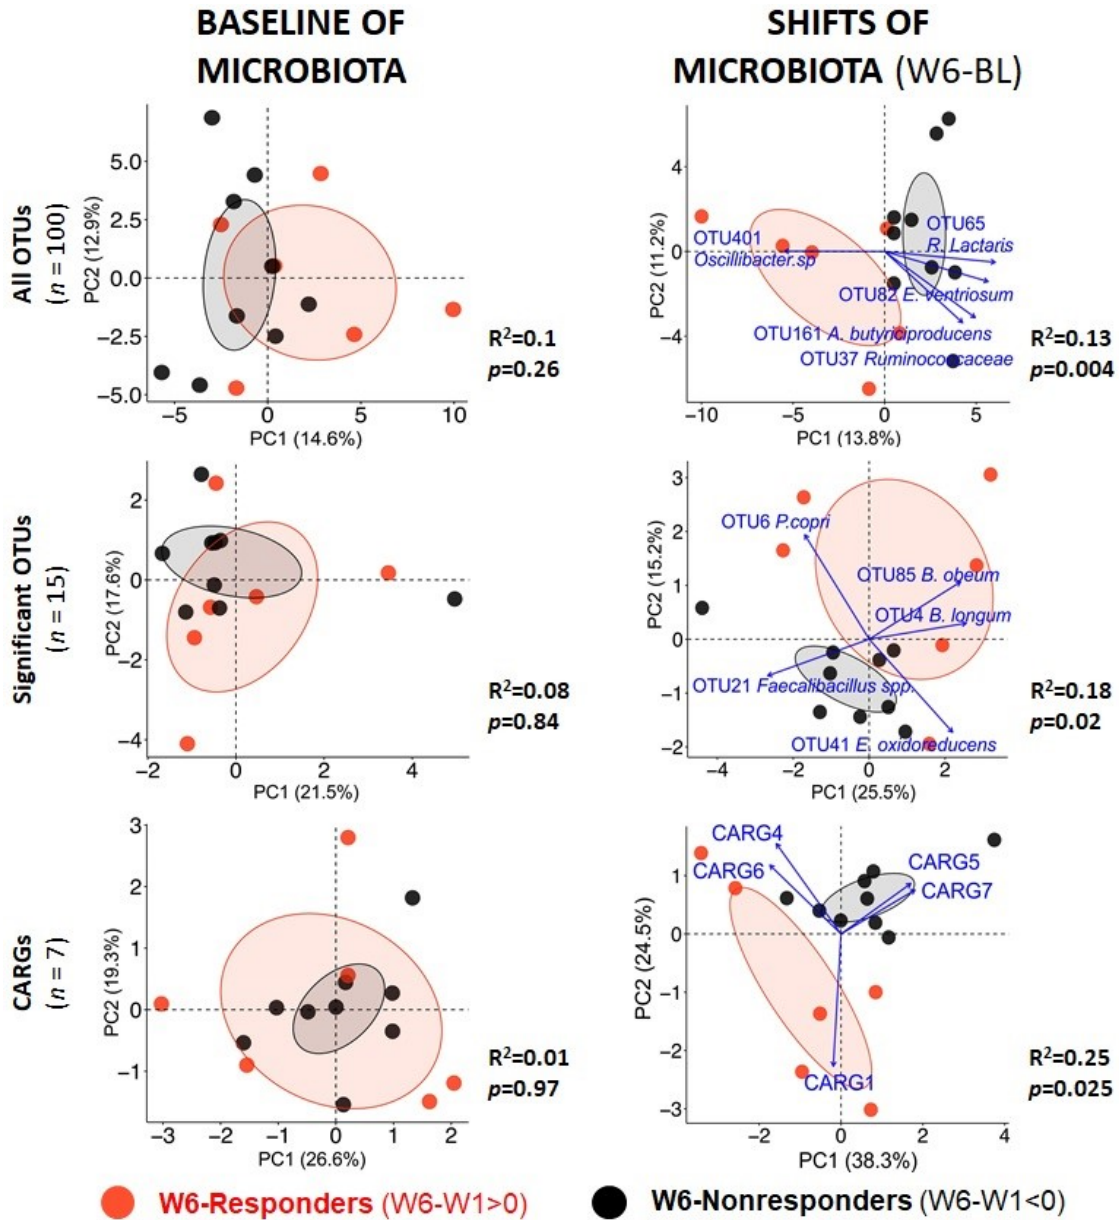 BASELINE OF
MICROBIOTA
SHIFTS OF
MICROBIOTA (W6-BL)
All OTUs
(n = 100)
PC2 (12.9%)
5.0
2.5
0.0
−2.5
−5.0
−5
0
5
10
PC1 (14.6%)
R²=0.1
p=0.26
PC2 (11.2%)
4
0
−4
−10
−5
0
5
PC1 (13.8%)
OTU401
Oscillibacter.sp
OTU65
R. Lactaris
OTU82 E. ventriosum
OTU161 A. butyriciproducens
OTU37 Ruminococcaceae
R²=0.13
p=0.004
Significant OTUs
(n = 15)
PC2 (17.6%)
2
0
−2
−4
−2
0
2
4
PC1 (21.5%)
R²=0.08
p=0.84
PC2 (15.2%)
3
2
1
0
−1
−2
−4
−2
0
2
PC1 (25.5%)
OTU6 P.copri
OTU85 B. obeum
OTU4 B. longum
OTU21 Faecalibacillus spp.
OTU41 E. oxidoreducens
R²=0.18
p=0.02
CARGs
(n = 7)
PC2 (19.3%)
3
2
1
0
−1
−3
−2
−1
0
1
2
PC1 (26.6%)
R²=0.01
p=0.97
PC2 (24.5%)
1
0
−1
−2
−3
−2
0
2
4
PC1 (38.3%)
CARG4
CARG6
CARG5
CARG7
CARG1
R²=0.25
p=0.025
W6-Responders (W6-W1>0)
W6-Nonresponders (W6-W1<0)